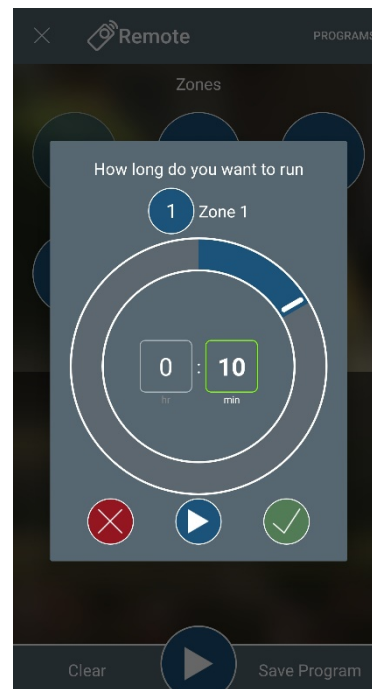 Remote
PROGRAMS
Zones
How long do you want to run
1 Zone 1
0 : 10
hr min
Clear
Save Program